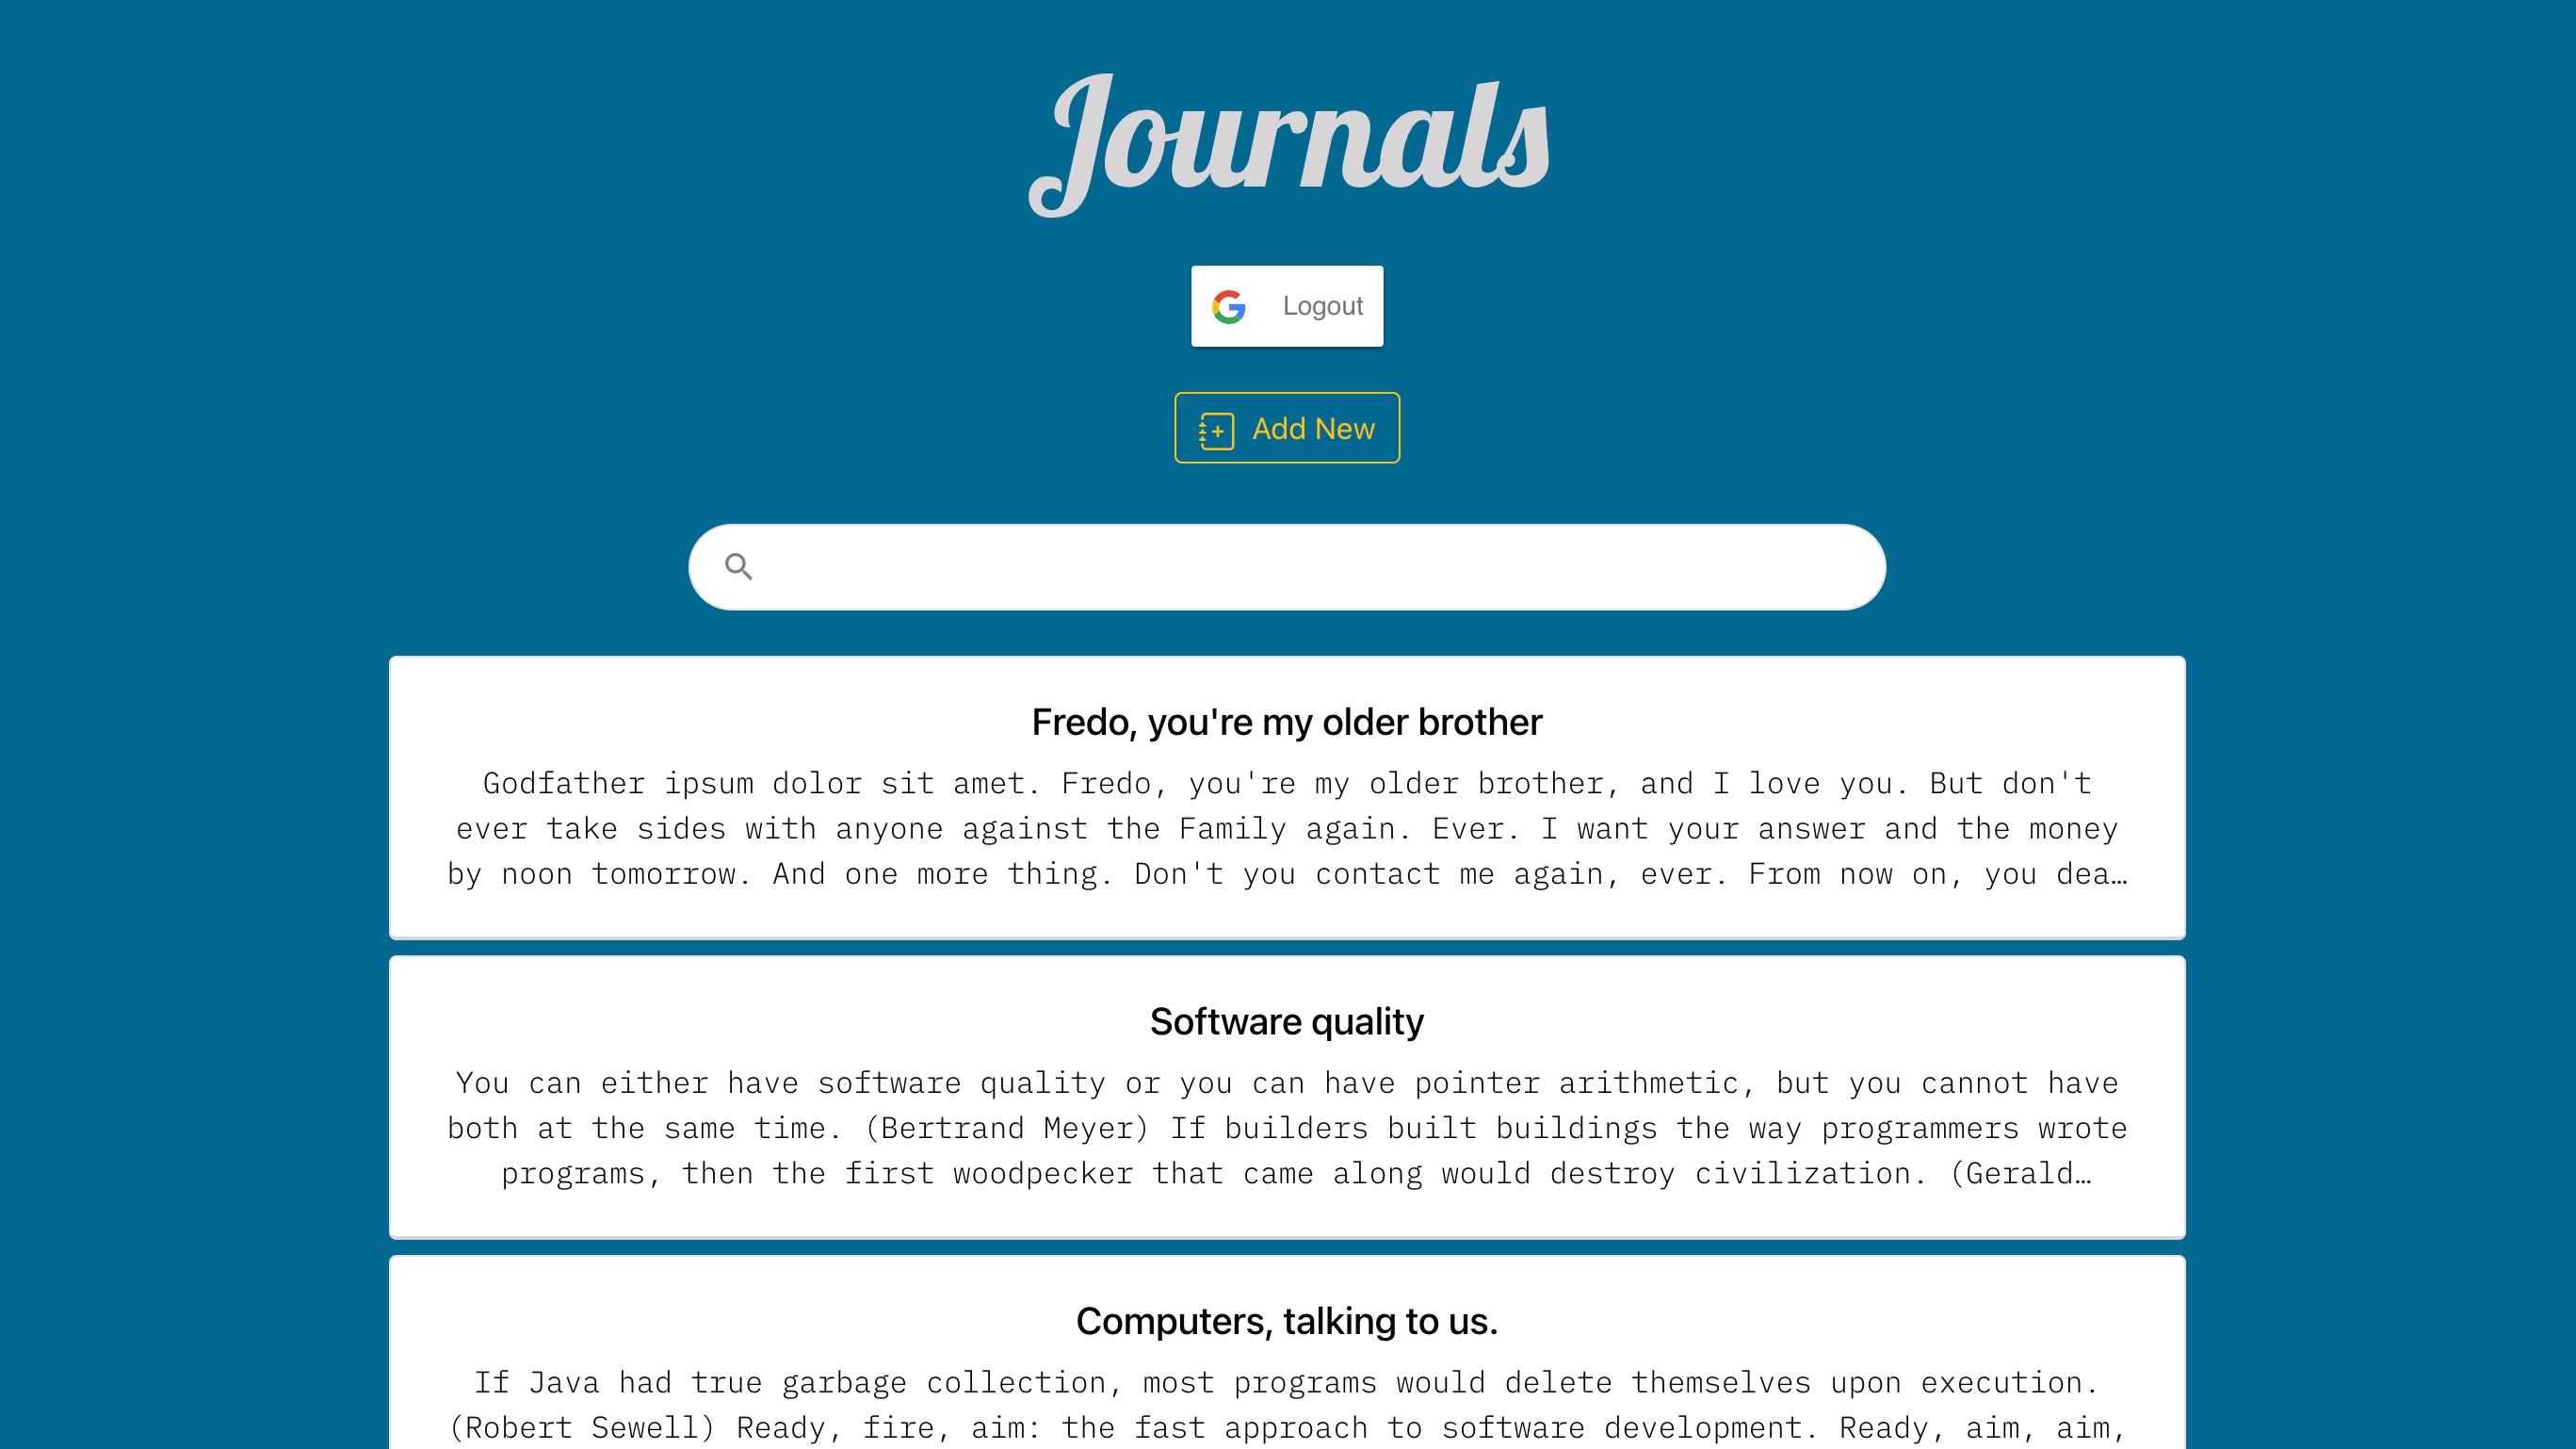 Journals
Logout
Add New
Fredo, you're my older brother
Godfather ipsum dolor sit amet. Fredo, you're my older brother, and I love you. But don't
ever take sides with anyone against the Family again. Ever. I want your answer and the money
by noon tomorrow. And one more thing. Don't you contact me again, ever. From now on, you dea…
Software quality
You can either have software quality or you can have pointer arithmetic, but you cannot have
both at the same time. (Bertrand Meyer) If builders built buildings the way programmers wrote
programs, then the first woodpecker that came along would destroy civilization. (Gerald…
Computers, talking to us.
If Java had true garbage collection, most programs would delete themselves upon execution.
(Robert Sewell) Ready, fire, aim: the fast approach to software development. Ready, aim, aim,